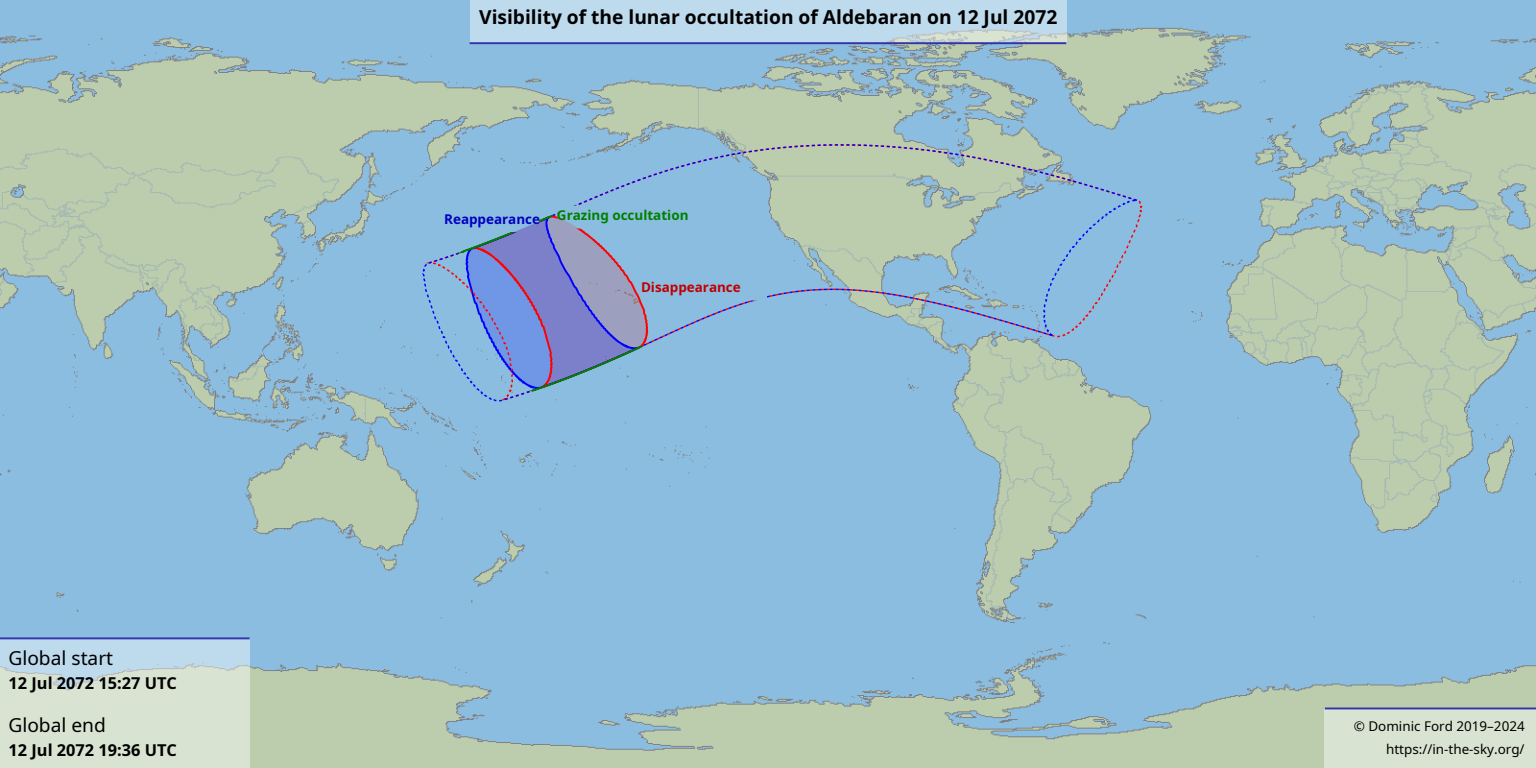 Visibility of the lunar occultation of Aldebaran on 12 Jul 2072
Reappearance
Grazing occultation
Disappearance
Global start
12 Jul 2072 15:27 UTC
Global end
12 Jul 2072 19:36 UTC
© Dominic Ford 2019–2024
https://in-the-sky.org/